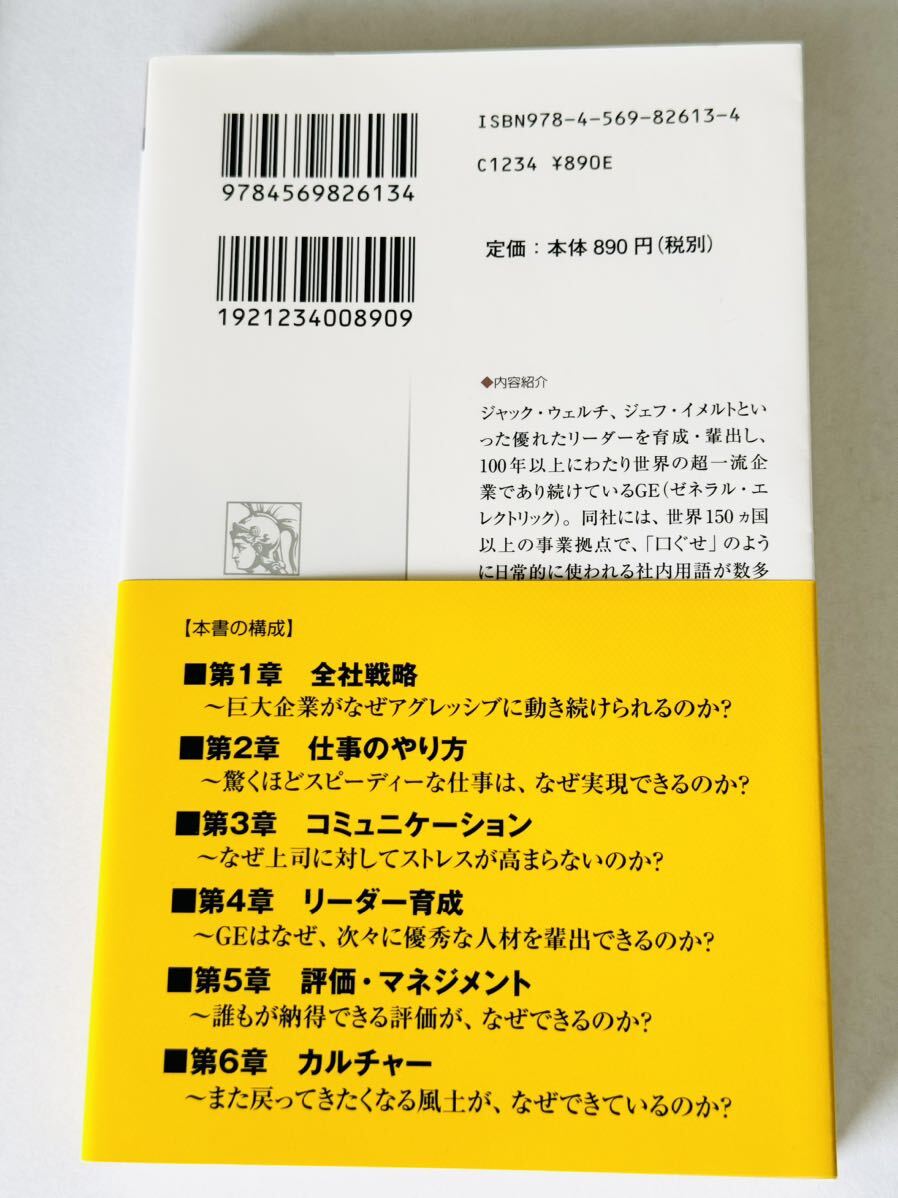 9784569826134
1921234008909
ISBN978-4-569-82613-4
C1234 ¥890E
定価：本体890円（税別）
◆内容紹介
ジャック・ウェルチ、ジェフ・イメルトとい
った優れたリーダーを育成・輩出し、
100年以上にわたり世界の超一流企
業であり続けているGE（ゼネラル・エ
レクトリック）。同社には、世界150ヵ国
以上の事業拠点で、「口ぐせ」のよう
に日常的に使われる社内用語が数多
【本書の構成】
■第1章 全社戦略
～巨大企業がなぜアグレッシブに動き続けられるのか?
■第2章 仕事のやり方
～驚くほどスピーディーな仕事は、なぜ実現できるのか?
■第3章 コミュニケーション
～なぜ上司に対してストレスが高まらないのか?
■第4章 リーダー育成
～GEはなぜ、次々に優秀な人材を輩出できるのか?
■第5章 評価・マネジメント
～誰もが納得できる評価が、なぜできるのか?
■第6章 カルチャー
～また戻ってきたくなる風土が、なぜできているのか?